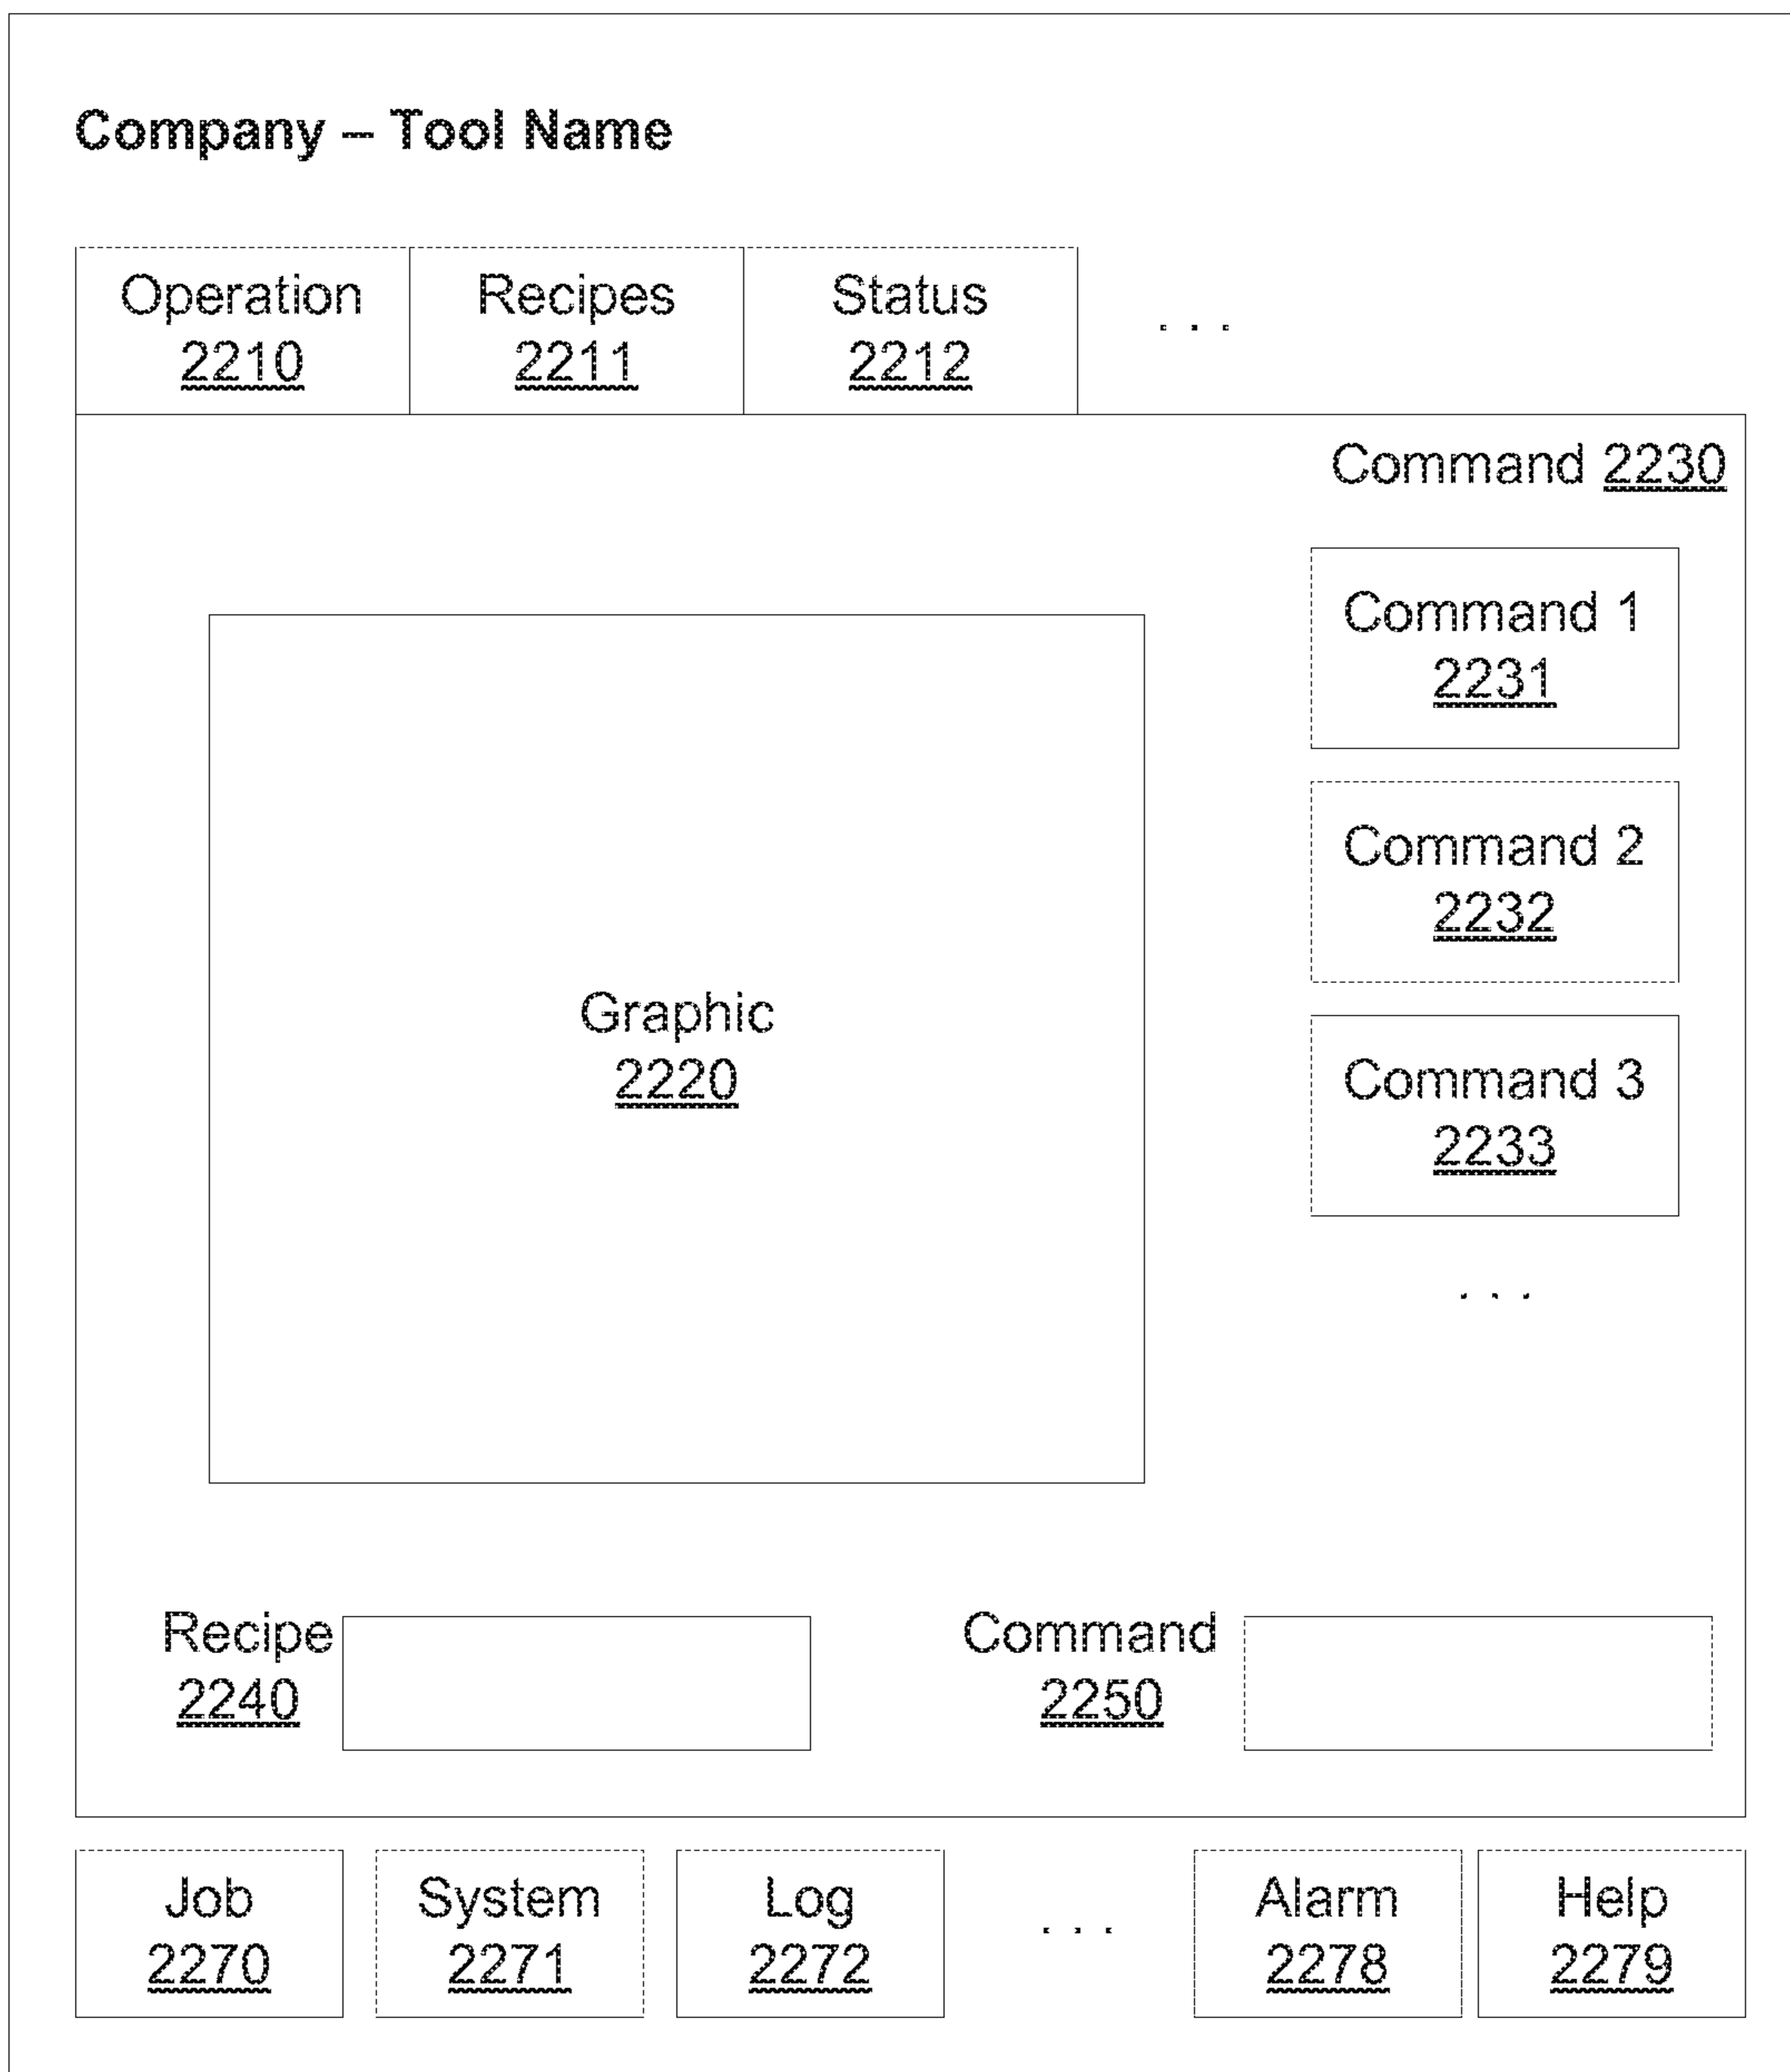 Company – Tool Name
Operation
2210
Recipes
2211
Status
2212
. . .
Command 2230
Command 1
2231
Command 2
2232
Command 3
2233
. . .
Graphic
2220
Recipe
2240
Command
2250
Job
2270
System
2271
Log
2272
. . .
Alarm
2278
Help
2279